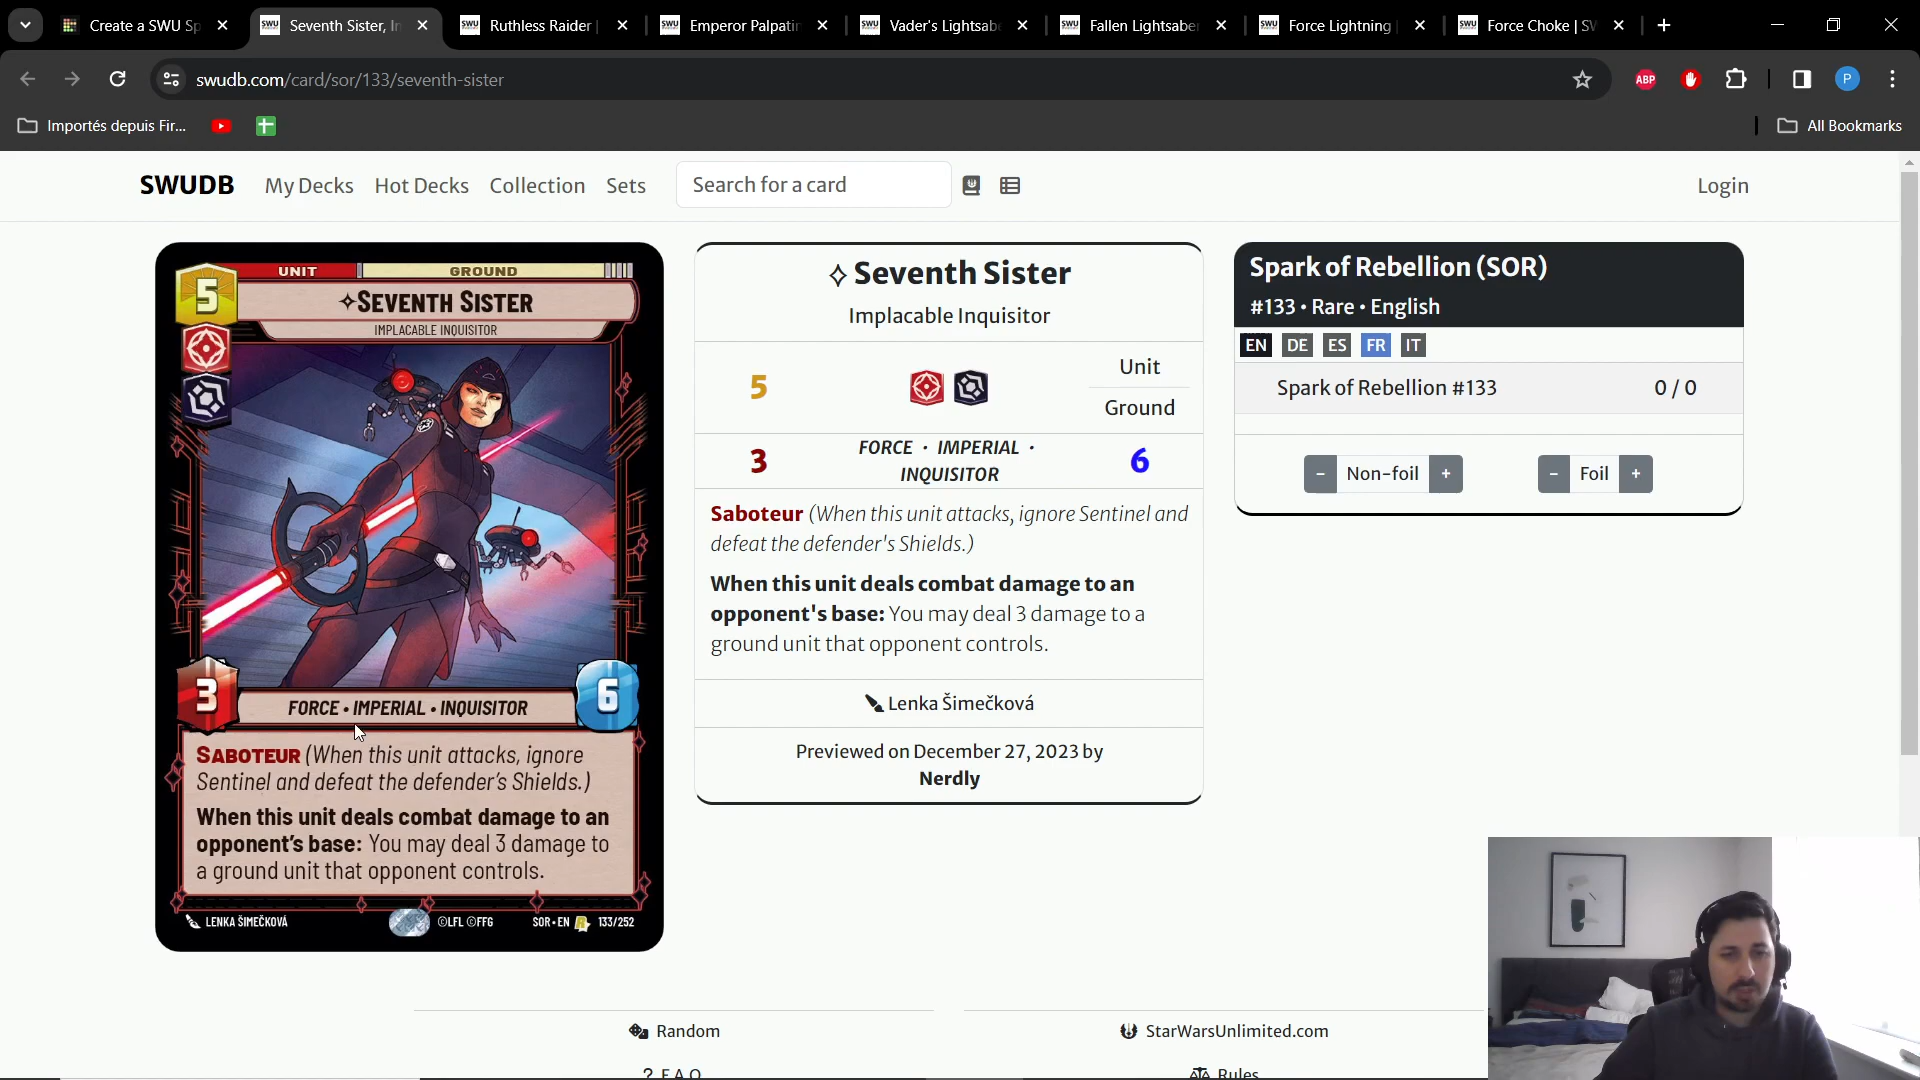 Create a SWU Sp
Seventh Sister, In
Ruthless Raider |
Emperor Palpatin
Vader's Lightsabe
Fallen Lightsaber
Force Lightning |
Force Choke | SW
swudb.com/card/sor/133/seventh-sister
ABP
P
Importés depuis Fir...
All Bookmarks
SWUDB
My Decks
Hot Decks
Collection
Sets
Search for a card
Login
5
UNIT
GROUND
SEVENTH SISTER
IMPLACABLE INQUISITOR
3
FORCE • IMPERIAL • INQUISITOR
6
SABOTEUR (When this unit attacks, ignore
Sentinel and defeat the defender's Shields.)
When this unit deals combat damage to an
opponent's base: You may deal 3 damage to
a ground unit that opponent controls.
LENKA ŠIMEČKOVÁ
©LFL ©FFG
SOR • EN R 133/252
Seventh Sister
Implacable Inquisitor
5
Unit
Ground
3
FORCE · IMPERIAL ·
INQUISITOR
6
Saboteur (When this unit attacks, ignore Sentinel and
defeat the defender's Shields.)
When this unit deals combat damage to an
opponent's base: You may deal 3 damage to a
ground unit that opponent controls.
Lenka Šimečková
Previewed on December 27, 2023 by
Nerdly
Spark of Rebellion (SOR)
#133 • Rare • English
EN DE ES FR IT
Spark of Rebellion #133
0 / 0
- Non-foil +
- Foil +
Random
StarWarsUnlimited.com
? F.A.Q.
Rules